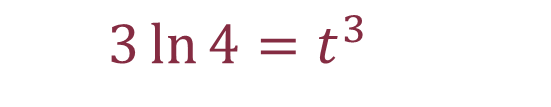 3 ln 4 = t³